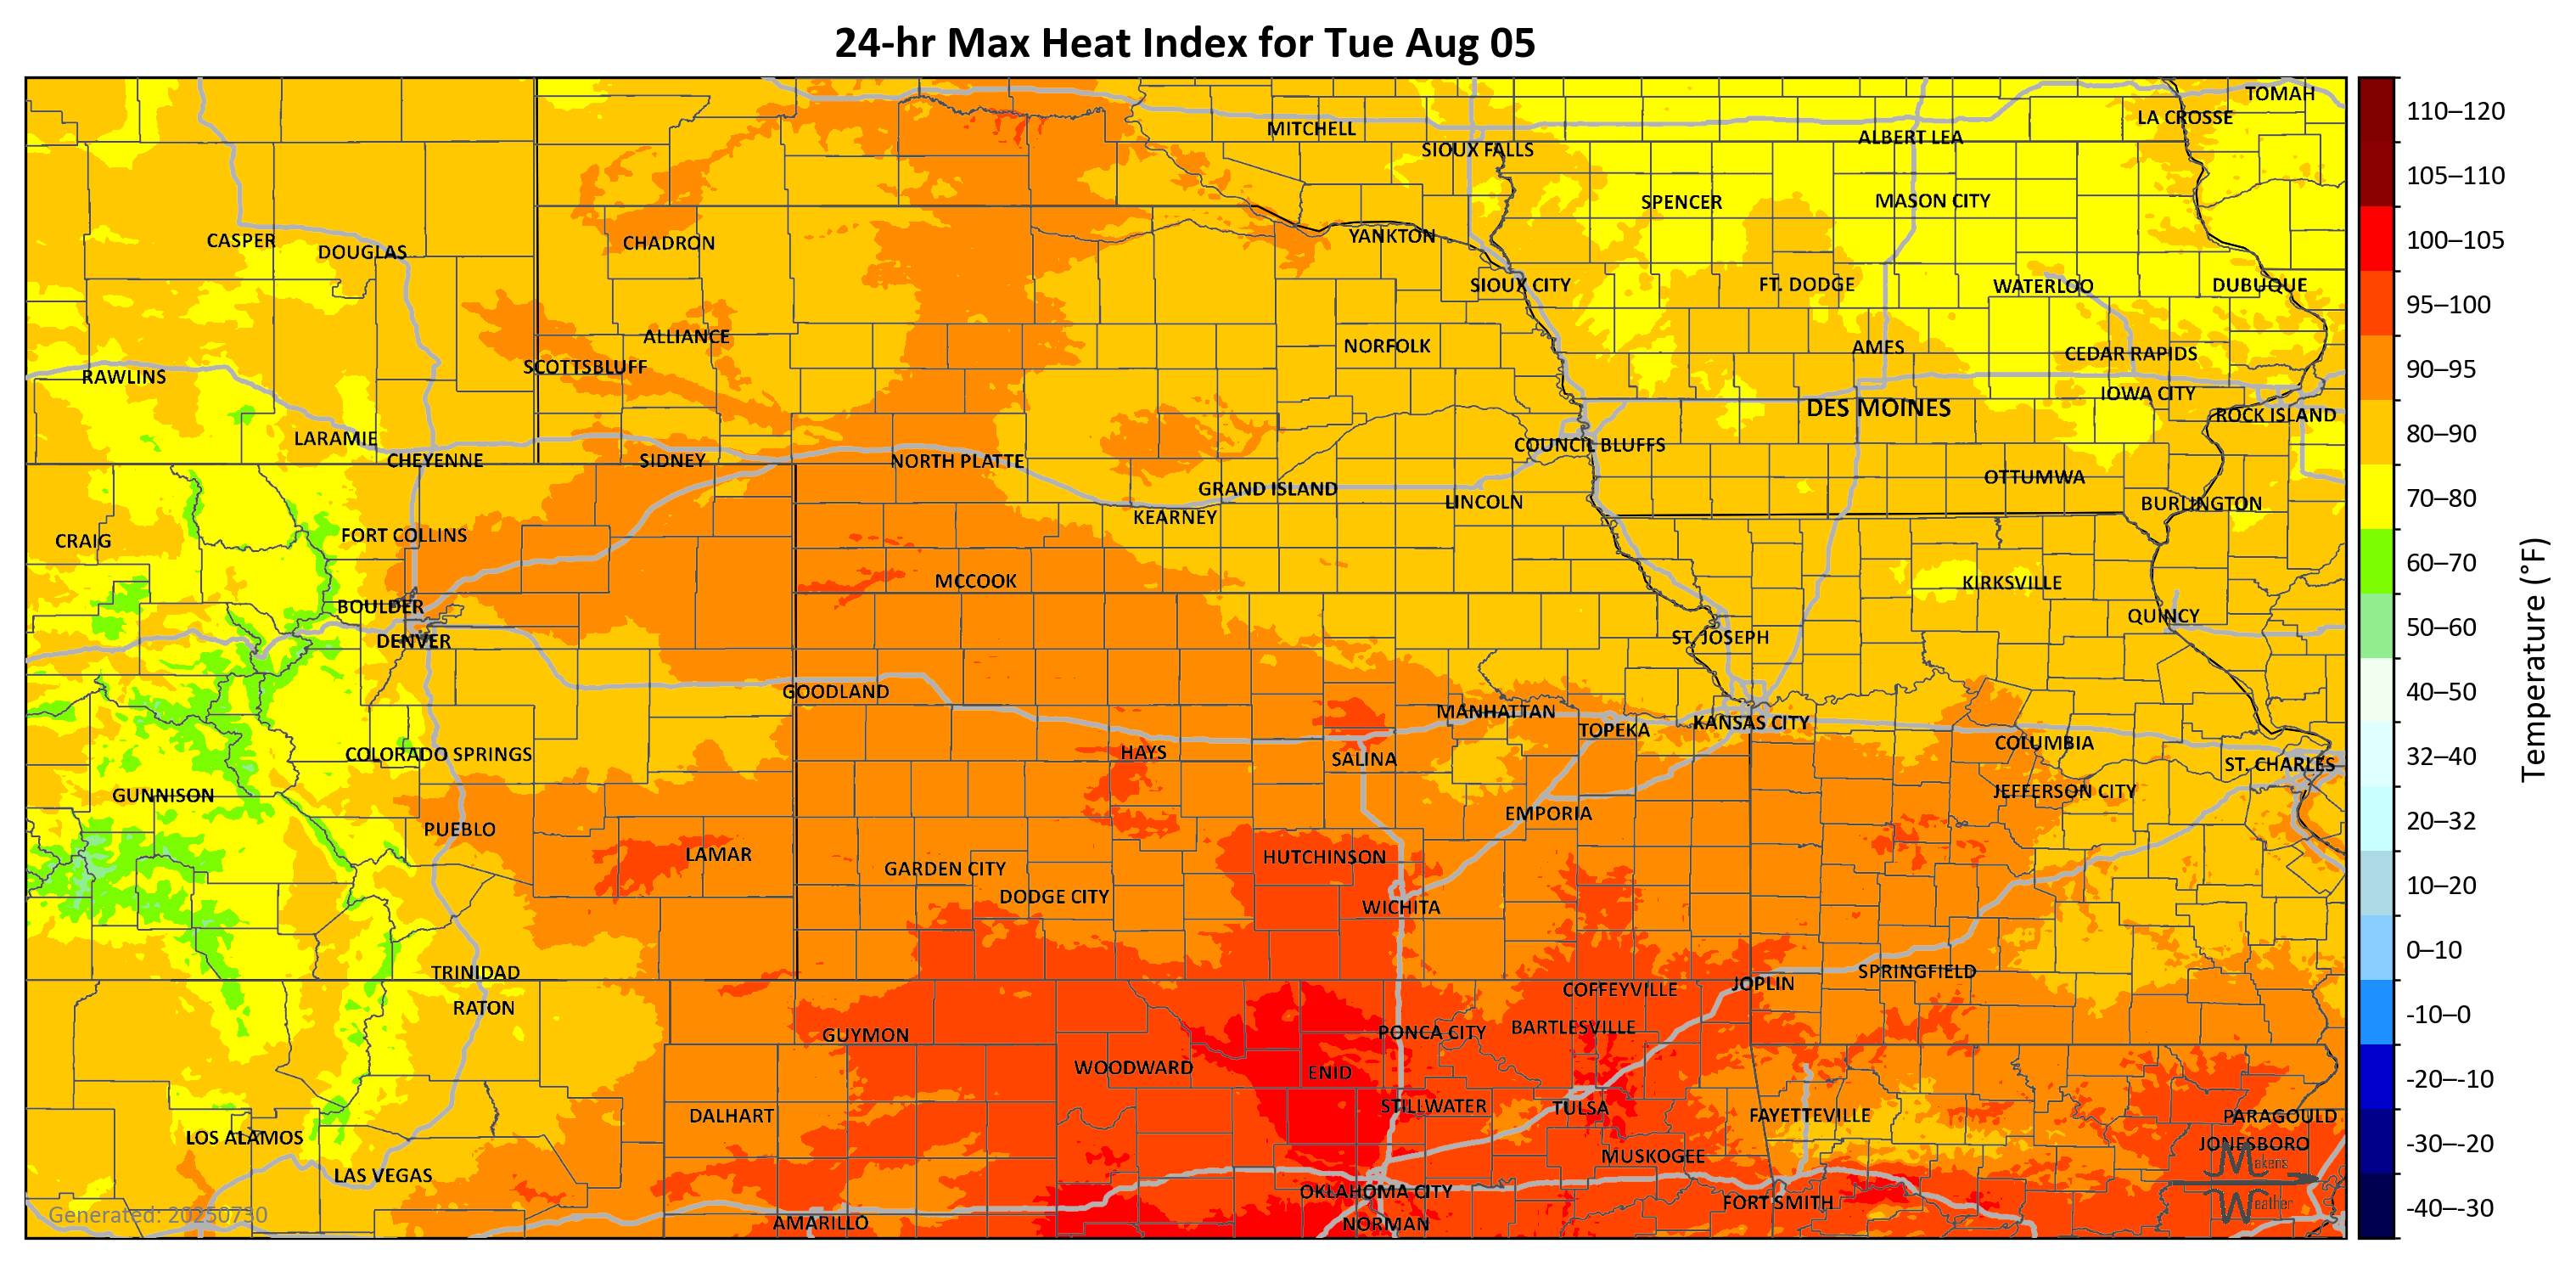 24-hr Max Heat Index for Tue Aug 05
TOMAH
LA CROSSE
MITCHELL
ALBERT LEA
SIOUX FALLS
SPENCER
MASON CITY
CASPER
DOUGLAS
CHADRON
YANKTON
SIOUX CITY
FT. DODGE
WATERLOO
DUBUQUE
ALLIANCE
NORFOLK
AMES
CEDAR RAPIDS
SCOTTSBLUFF
RAWLINS
IOWA CITY
DES MOINES
ROCK ISLAND
LARAMIE
COUNCIL BLUFFS
CHEYENNE
SIDNEY
NORTH PLATTE
OTTUMWA
GRAND ISLAND
LINCOLN
BURLINGTON
KEARNEY
FORT COLLINS
CRAIG
MCCOOK
KIRKSVILLE
BOULDER
QUINCY
DENVER
ST. JOSEPH
GOODLAND
MANHATTAN
TOPEKA
KANSAS CITY
COLUMBIA
COLORADO SPRINGS
HAYS
SALINA
ST. CHARLES
GUNNISON
JEFFERSON CITY
EMPORIA
PUEBLO
LAMAR
HUTCHINSON
GARDEN CITY
DODGE CITY
WICHITA
TRINIDAD
SPRINGFIELD
JOPLIN
COFFEYVILLE
RATON
GUYMON
PONCA CITY
BARTLESVILLE
WOODWARD
ENID
STILLWATER
TULSA
DALHART
FAYETTEVILLE
PARAGOULD
LOS ALAMOS
JONESBORO
MUSKOGEE
LAS VEGAS
OKLAHOMA CITY
FORT SMITH
AMARILLO
NORMAN
Generated: 20250730
Makens
Weather
110–120
105–110
100–105
95–100
90–95
80–90
70–80
60–70
50–60
40–50
32–40
20–32
10–20
0–10
-10–0
-20–-10
-30–-20
-40–-30
Temperature (°F)